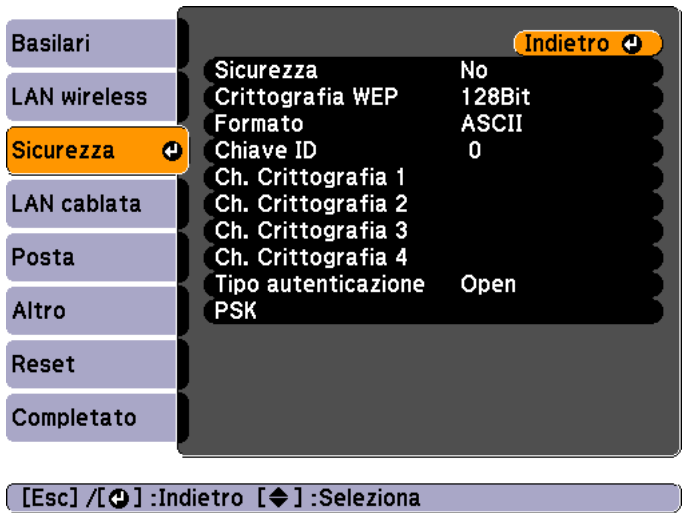 Basilari
LAN wireless
Sicurezza
LAN cablata
Posta
Altro
Reset
Completato
Indietro
Sicurezza No
Crittografia WEP 128Bit
Formato ASCII
Chiave ID 0
Ch. Crittografia 1
Ch. Crittografia 2
Ch. Crittografia 3
Ch. Crittografia 4
Tipo autenticazione Open
PSK
[Esc] /[⏎] :Indietro [◆] :Seleziona